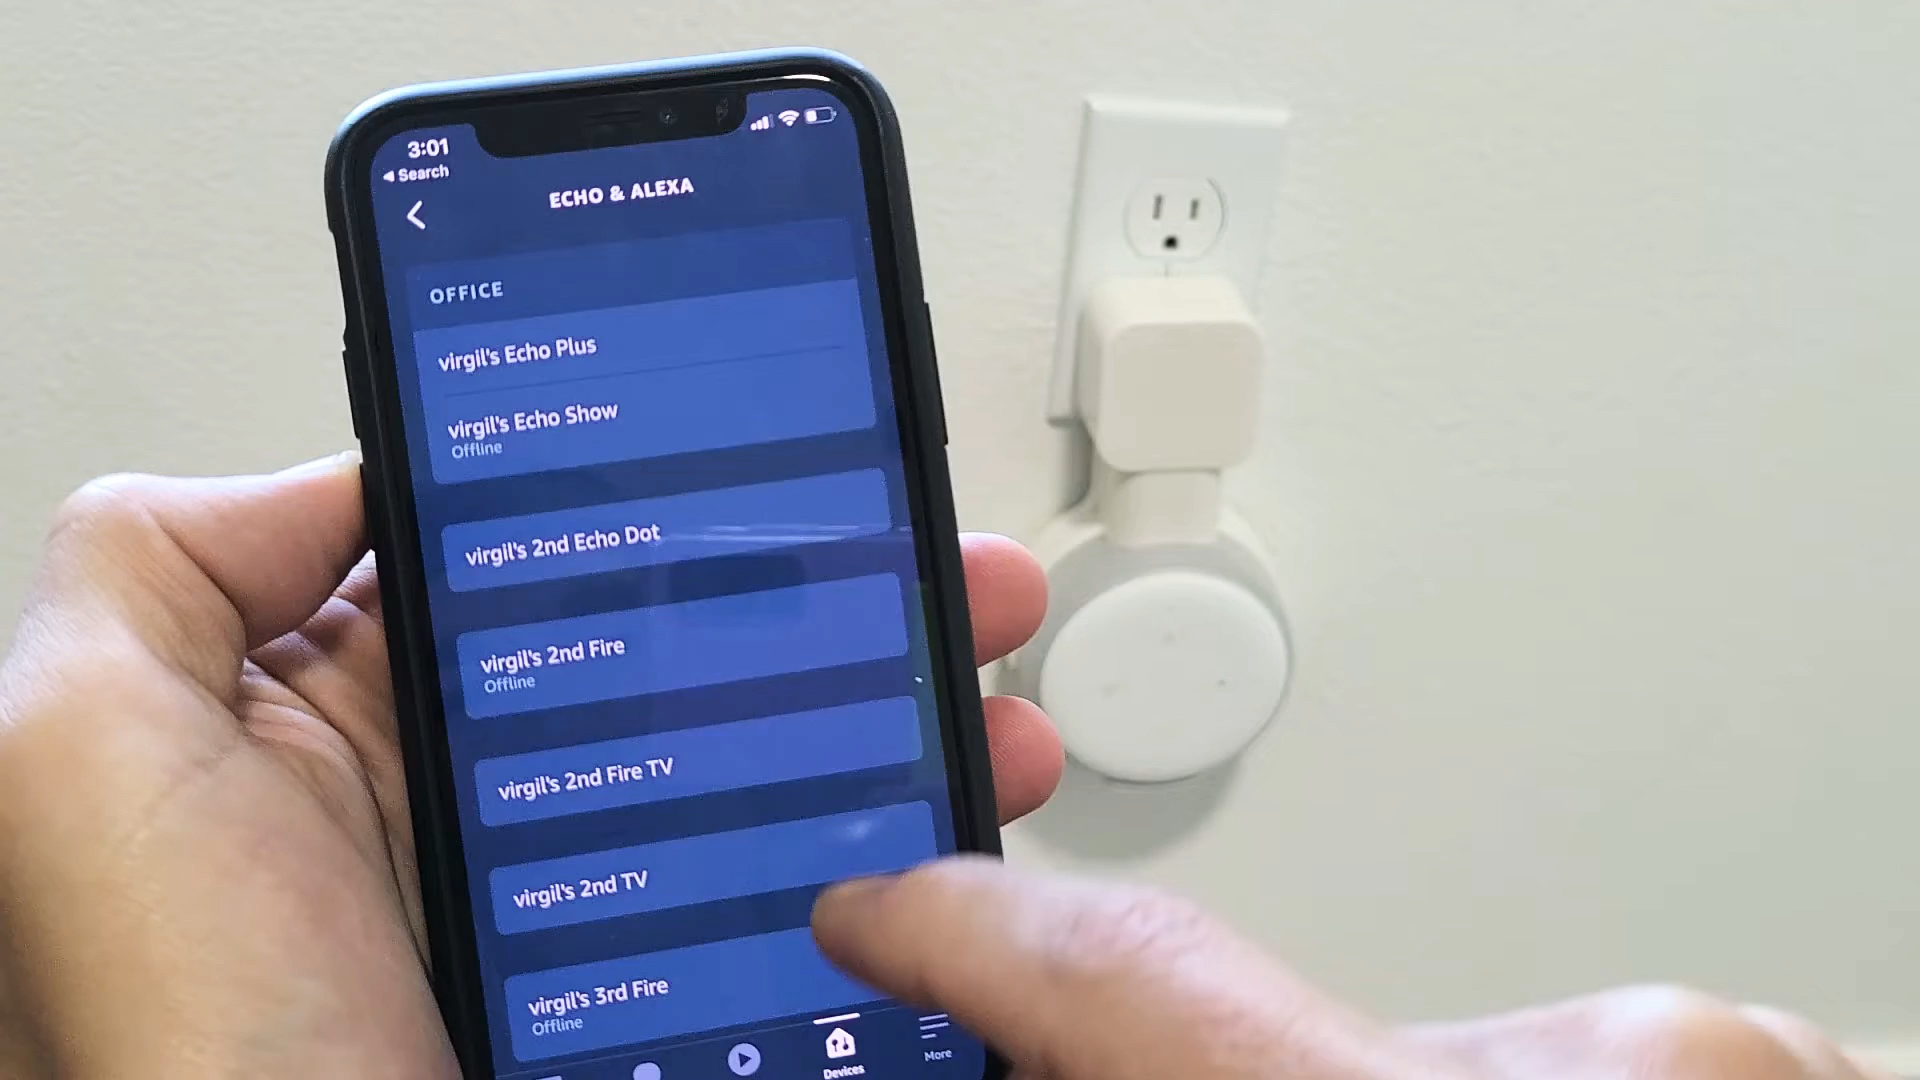 3:01
Search
ECHO & ALEXA
OFFICE
virgil's Echo Plus
virgil's Echo Show
Offline
virgil's 2nd Echo Dot
virgil's 2nd Fire
Offline
virgil's 2nd Fire TV
virgil's 2nd TV
virgil's 3rd Fire
Offline
Devices
More